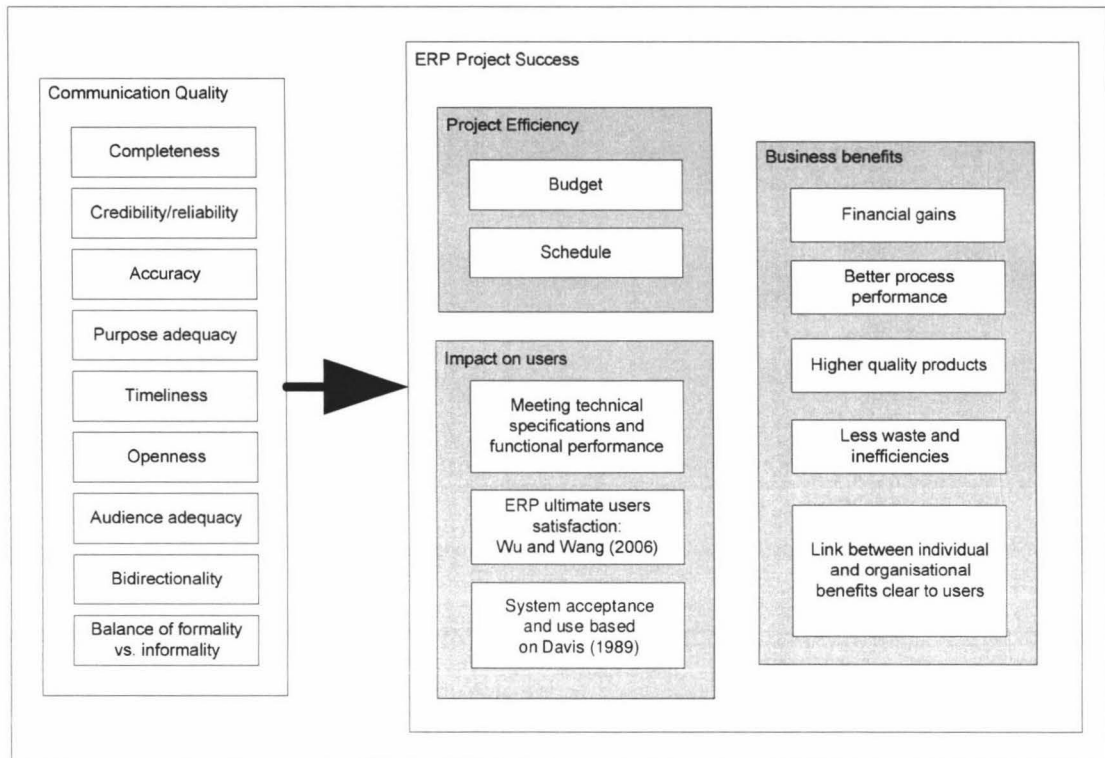 Communication Quality
Completeness
Credibility/reliability
Accuracy
Purpose adequacy
Timeliness
Openness
Audience adequacy
Bidirectionality
Balance of formality
vs. informality
ERP Project Success
Project Efficiency
Budget
Schedule
Impact on users
Meeting technical
specifications and
functional performance
ERP ultimate users
satisfaction:
Wu and Wang (2006)
System acceptance
and use based
on Davis (1989)
Business benefits
Financial gains
Better process
performance
Higher quality products
Less waste and
inefficiencies
Link between individual
and organisational
benefits clear to users